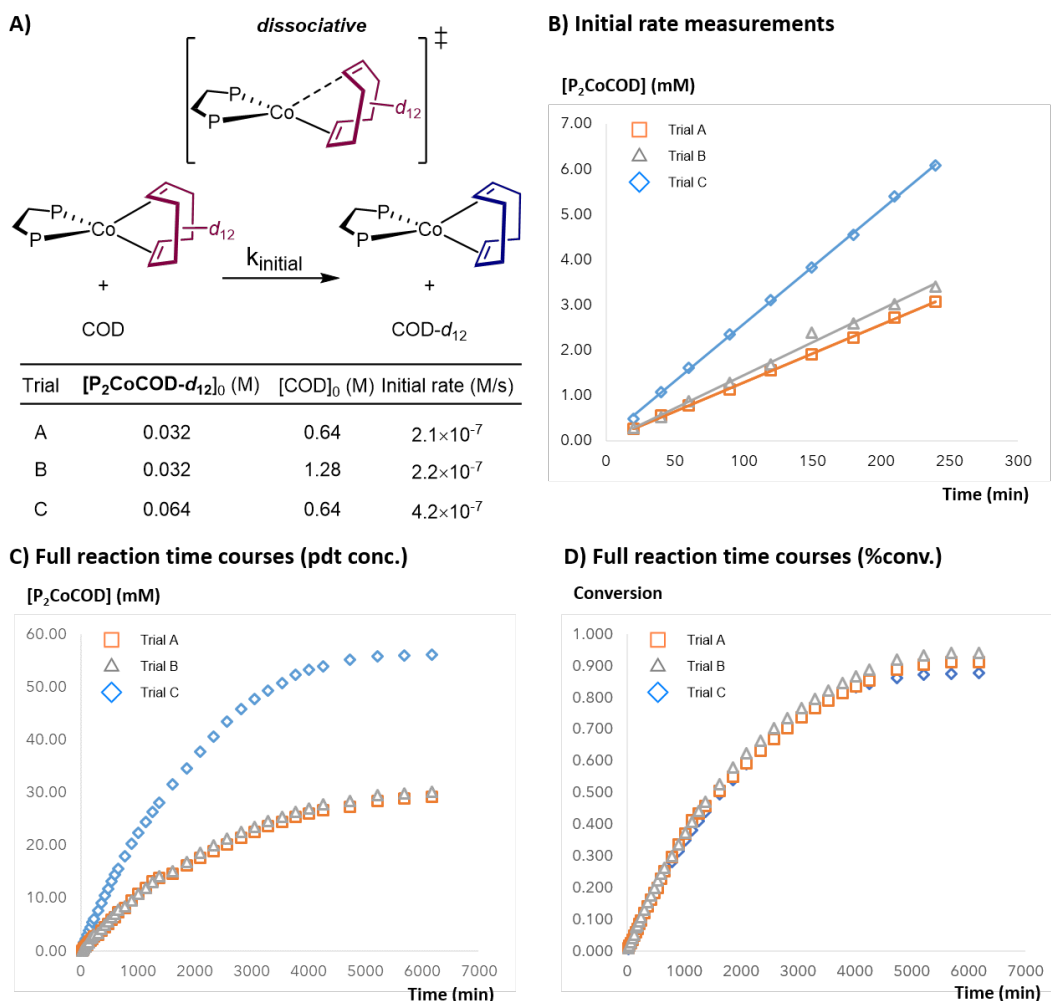 A)
dissociative
‡
P
P
Co
d12
P
P
Co
d12
kinitial
P
P
Co
+
+
COD
COD-d12
Trial [P2CoCOD-d12]0 (M) [COD]0 (M) Initial rate (M/s)
A 0.032 0.64 2.1×10-7
B 0.032 1.28 2.2×10-7
C 0.064 0.64 4.2×10-7
B) Initial rate measurements
[P2CoCOD] (mM)
7.00
6.00
5.00
4.00
3.00
2.00
1.00
0.00
Trial A
Trial B
Trial C
0 50 100 150 200 250 300
Time (min)
C) Full reaction time courses (pdt conc.)
[P2CoCOD] (mM)
60.00
50.00
40.00
30.00
20.00
10.00
0.00
Trial A
Trial B
Trial C
0 1000 2000 3000 4000 5000 6000 7000
Time (min)
D) Full reaction time courses (%conv.)
Conversion
1.000
0.900
0.800
0.700
0.600
0.500
0.400
0.300
0.200
0.100
0.000
Trial A
Trial B
Trial C
0 1000 2000 3000 4000 5000 6000 7000
Time (min)